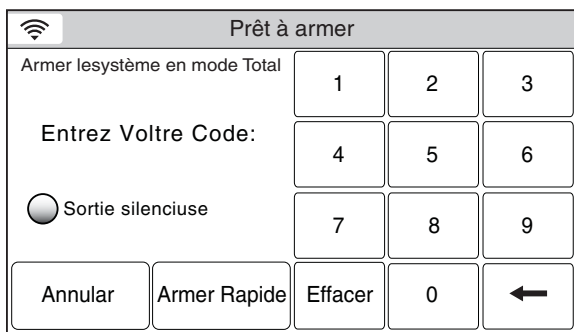 Prêt à armer
Armer lesystème en mode Total
1 2 3
Entrez Voltre Code:
4 5 6
Sortie silenciuse
7 8 9
Annular Armer Rapide Effacer 0